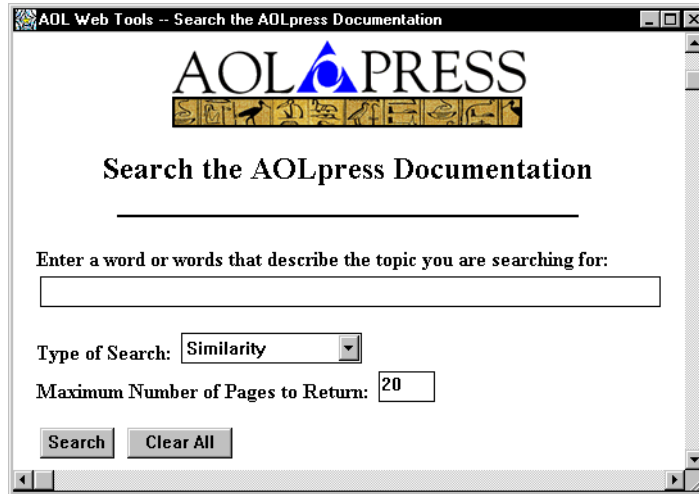 AOL Web Tools -- Search the AOLpress Documentation
AOL PRESS
Search the AOLpress Documentation
Enter a word or words that describe the topic you are searching for:
Type of Search: Similarity
Maximum Number of Pages to Return: 20
Search Clear All